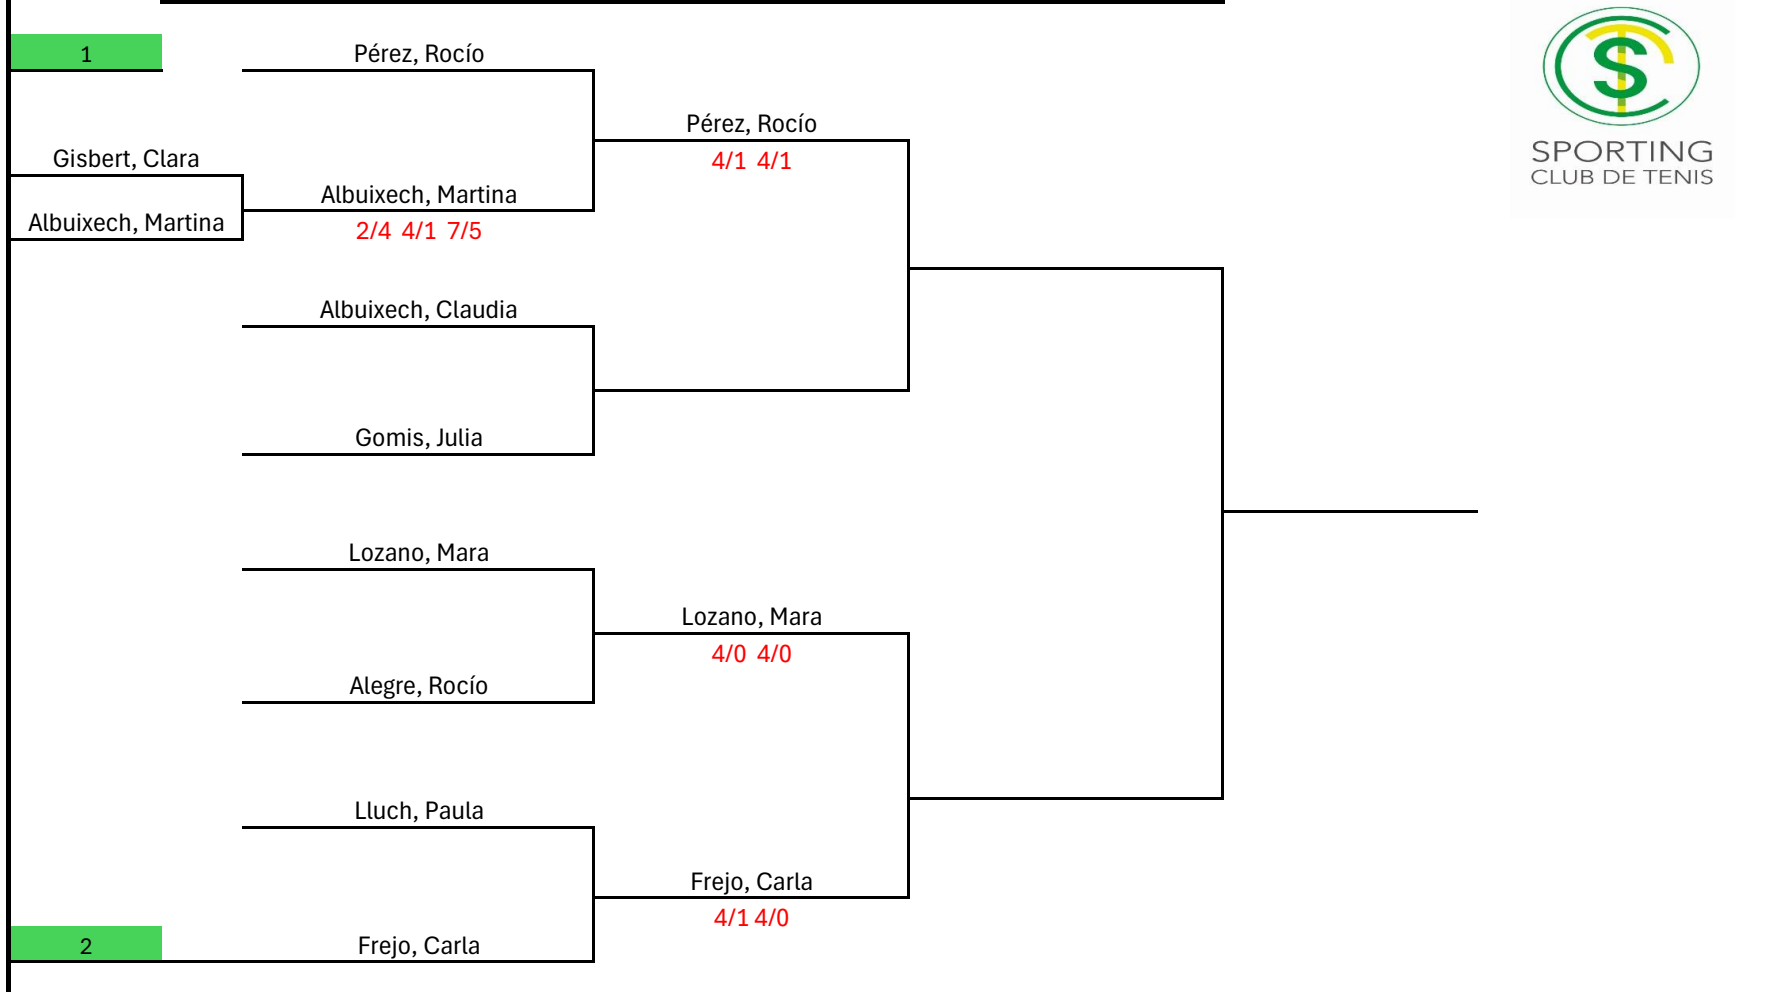 1
Pérez, Rocío
Pérez, Rocío
4/1 4/1
SPORTING
CLUB DE TENIS
Gisbert, Clara
Albuixech, Martina
Albuixech, Martina
2/4 4/1 7/5
Albuixech, Claudia
Gomis, Julia
Lozano, Mara
Lozano, Mara
4/0 4/0
Alegre, Rocío
Lluch, Paula
Frejo, Carla
4/1 4/0
2
Frejo, Carla